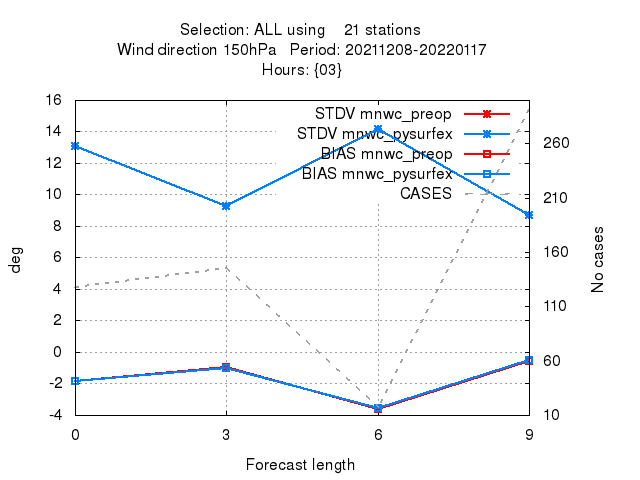 Selection: ALL using    21 stations
Wind direction 150hPa   Period: 20211208-20220117
Hours: {03}
16
14
12
10
8
6
4
2
0
-2
-4
deg
STDV mnwc_preop
STDV mnwc_pysurfex
BIAS mnwc_preop
BIAS mnwc_pysurfex
CASES
260
210
160
110
60
10
No cases
0 3 6 9
Forecast length